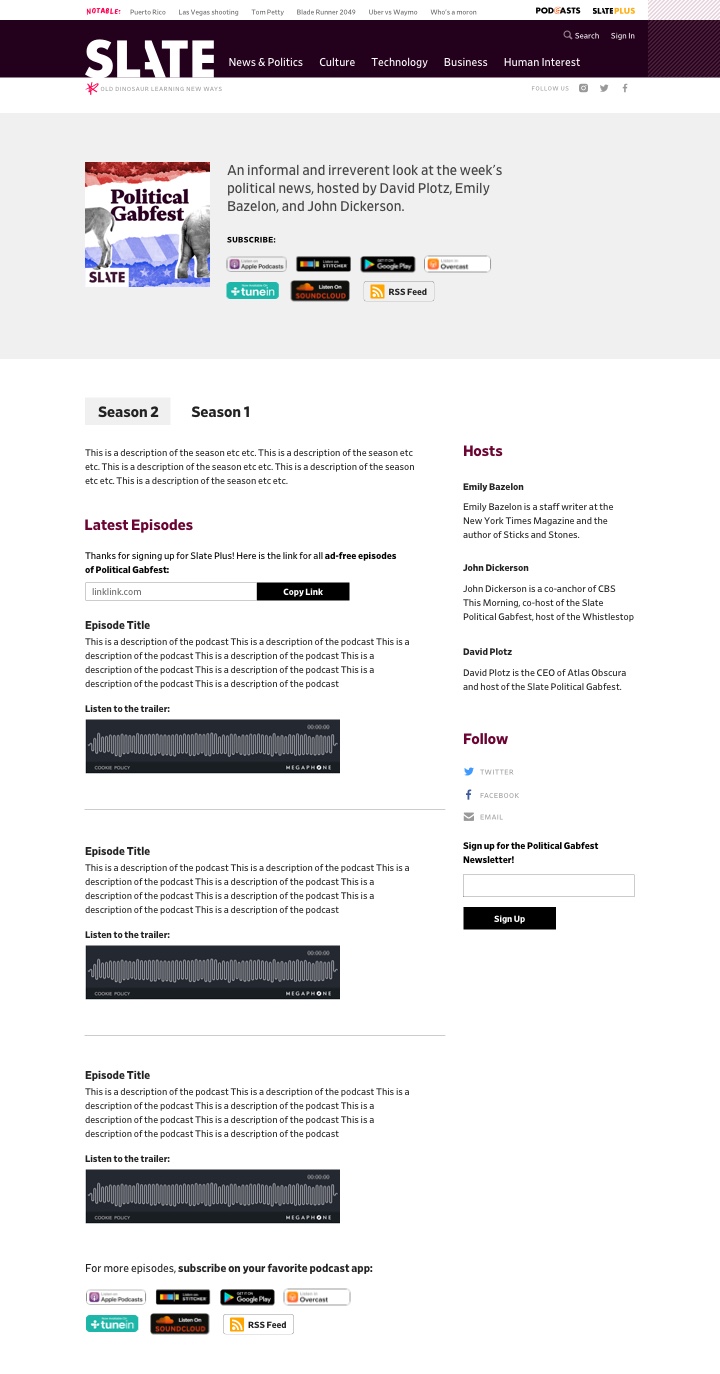 NOTABLE:
Puerto Rico
Las Vegas shooting
Tom Petty
Blade Runner 2049
Uber vs Waymo
Who's a moron
PODCASTS
SLATE PLUS
Search
Sign In
SLATE
News & Politics
Culture
Technology
Business
Human Interest
OLD DINOSAUR LEARNING NEW WAYS
FOLLOW US
Political
Gabfest
SLATE
An informal and irreverent look at the week's
political news, hosted by David Plotz, Emily
Bazelon, and John Dickerson.
SUBSCRIBE:
Listen on
Apple Podcasts
Listen on
STITCHER
GET IT ON
Google Play
Listen in
Overcast
tunein
Listen On
SOUNDCLOUD
RSS Feed
Season 2
Season 1
This is a description of the season etc etc. This is a description of the season etc
etc. This is a description of the season etc etc. This is a description of the season
etc etc. This is a description of the season etc etc.
Latest Episodes
Thanks for signing up for Slate Plus! Here is the link for all ad-free episodes
of Political Gabfest:
linklink.com
Copy Link
Episode Title
This is a description of the podcast This is a description of the podcast This is a
description of the podcast This is a description of the podcast This is a
description of the podcast This is a description of the podcast This is a
description of the podcast This is a description of the podcast
Listen to the trailer:
00:00:00
COOKIE POLICY
MEGAPHONE
Episode Title
This is a description of the podcast This is a description of the podcast This is a
description of the podcast This is a description of the podcast This is a
description of the podcast This is a description of the podcast This is a
description of the podcast This is a description of the podcast
Listen to the trailer:
00:00:00
COOKIE POLICY
MEGAPHONE
Episode Title
This is a description of the podcast This is a description of the podcast This is a
description of the podcast This is a description of the podcast This is a
description of the podcast This is a description of the podcast This is a
description of the podcast This is a description of the podcast
Listen to the trailer:
00:00:00
COOKIE POLICY
MEGAPHONE
For more episodes, subscribe on your favorite podcast app:
Listen on
Apple Podcasts
Listen on
STITCHER
GET IT ON
Google Play
Listen in
Overcast
tunein
Listen On
SOUNDCLOUD
RSS Feed
Hosts
Emily Bazelon
Emily Bazelon is a staff writer at the
New York Times Magazine and the
author of Sticks and Stones.
John Dickerson
John Dickerson is a co-anchor of CBS
This Morning, co-host of the Slate
Political Gabfest, host of the Whistlestop
David Plotz
David Plotz is the CEO of Atlas Obscura
and host of the Slate Political Gabfest.
Follow
TWITTER
FACEBOOK
EMAIL
Sign up for the Political Gabfest
Newsletter!
Sign Up